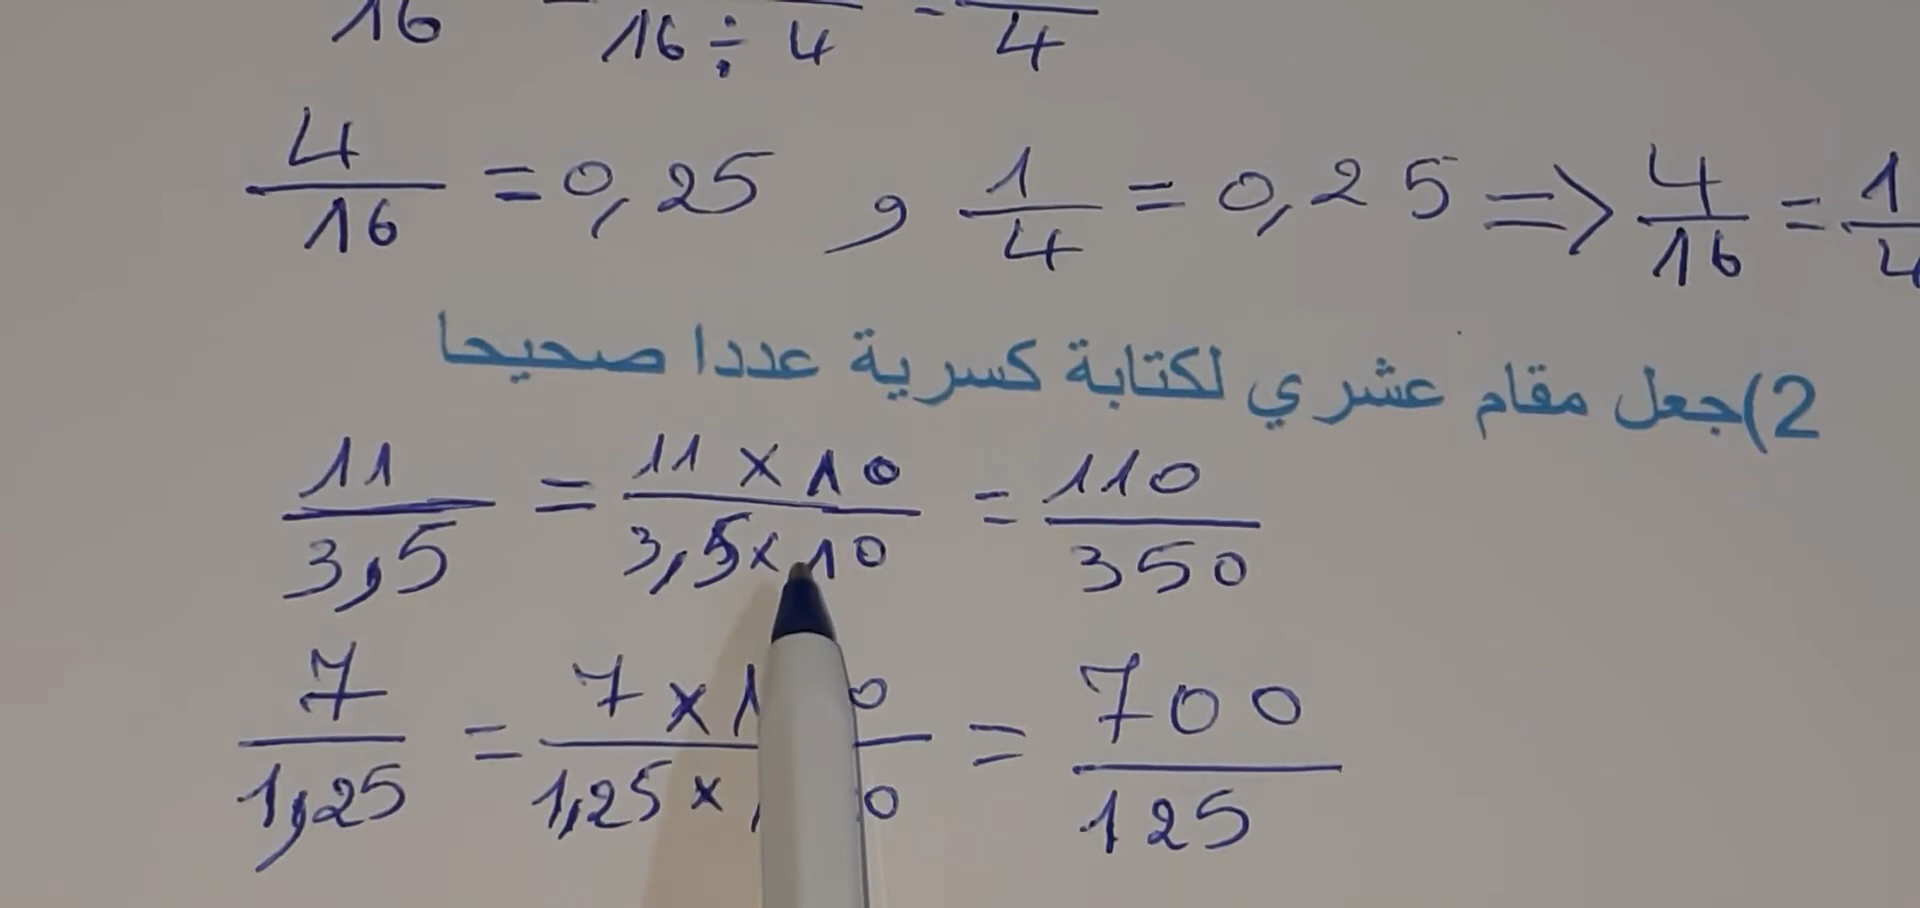 16 = 16 ÷ 4 = 4
4/16 = 0,25 , 1/4 = 0,25 => 4/16 = 1/4
2)جعل مقام عشري لكتابة كسرية عددا صحيحا
11/3,5 = 11 × 10/3,5 × 10 = 110/350
7/1,25 = 7 × 1 0/1,25 × 0 = 700/125